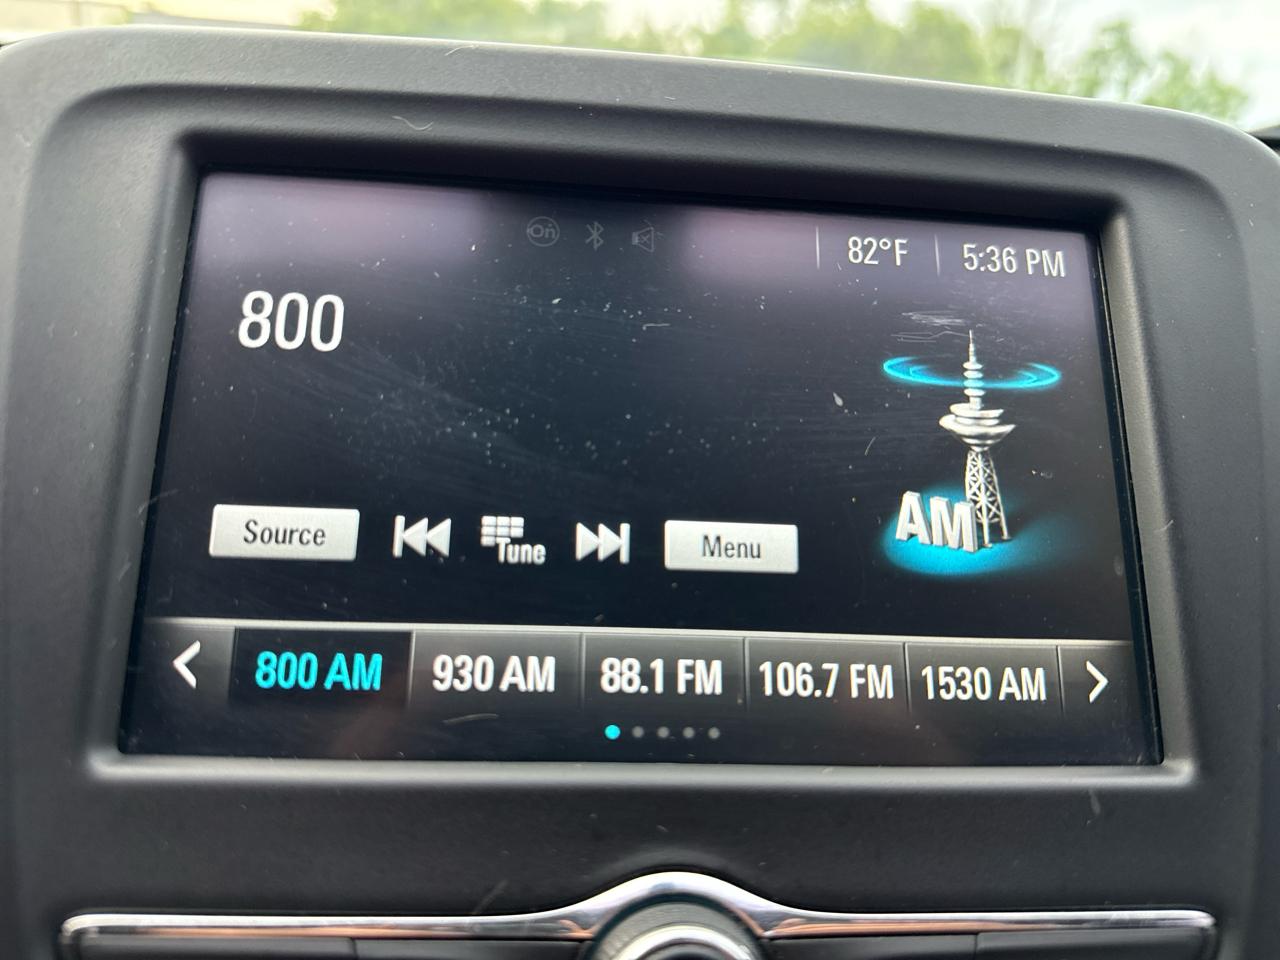 On
82°F
5:36 PM
800
AM
Source
Tune
Menu
800 AM
930 AM
88.1 FM
106.7 FM
1530 AM